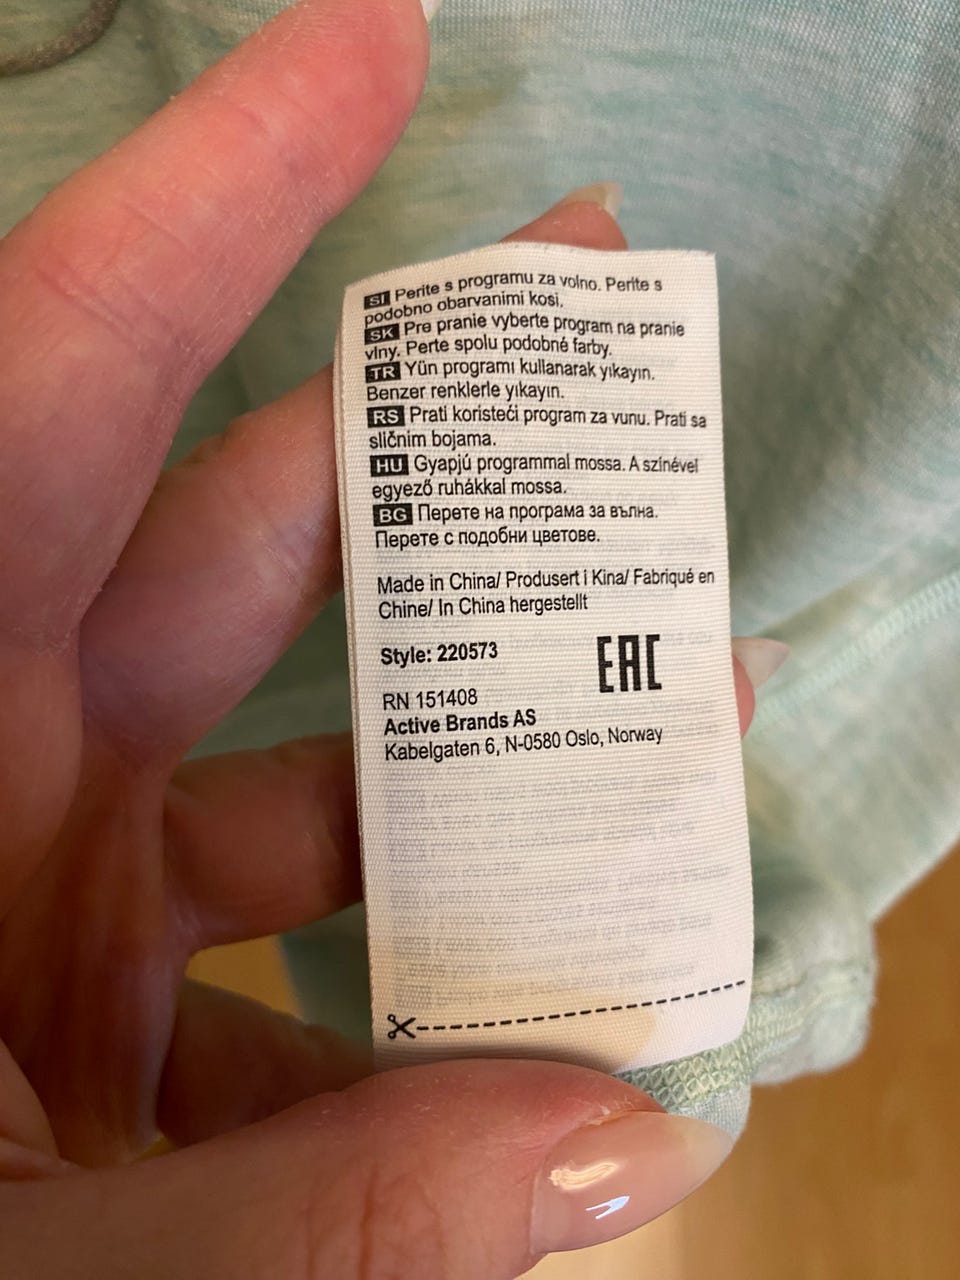 SI Perite s programu za volno. Perite s
podobno obarvanimi kosi.
SK Pre pranie vyberte program na pranie
vlny. Perte spolu podobné farby.
TR Yün programı kullanarak yıkayın.
Benzer renklerle yıkayın.
RS Prati koristeći program za vunu. Prati sa
sličnim bojama.
HU Gyapjú programmal mossa. A színével
egyező ruhákkal mossa.
BG Перете на програма за вълна.
Перете с подобни цветове.
Made in China/ Produsert i Kina/ Fabriqué en
Chine/ In China hergestellt
Style: 220573
EAC
RN 151408
Active Brands AS
Kabelgaten 6, N-0580 Oslo, Norway